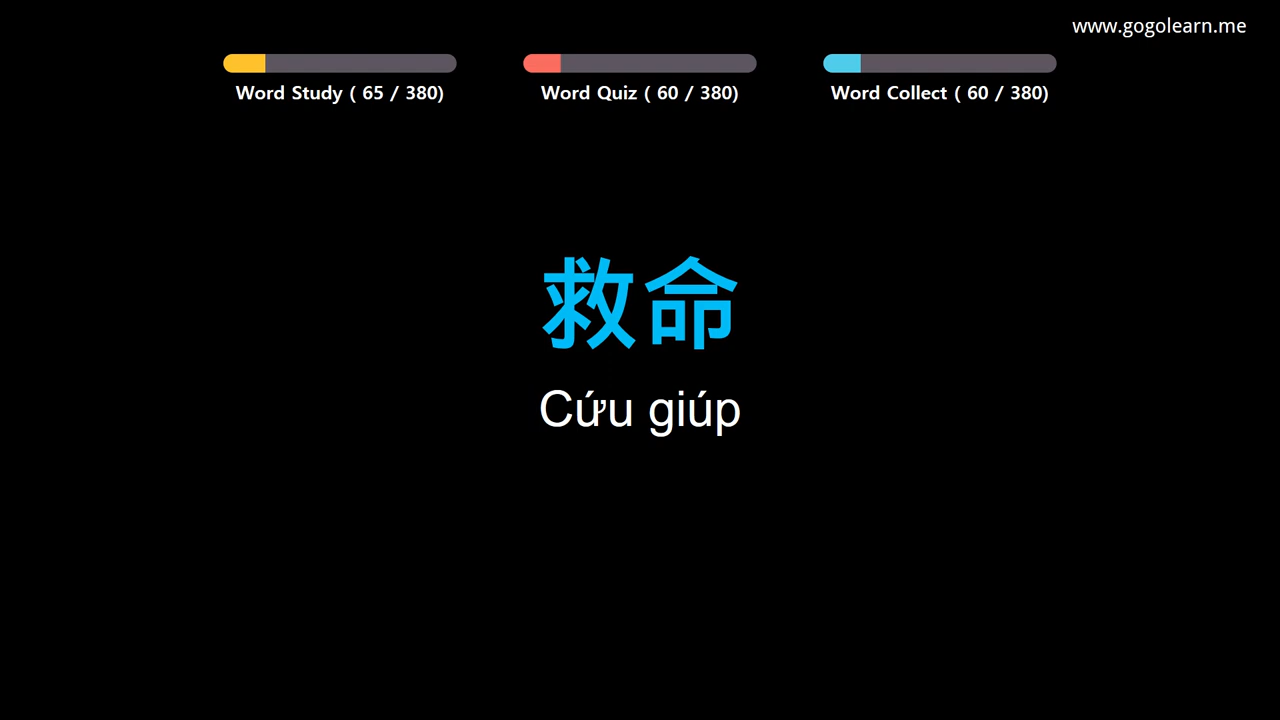 www.gogolearn.me
Word Study ( 65 / 380)
Word Quiz ( 60 / 380)
Word Collect ( 60 / 380)
救命
Cứu giúp